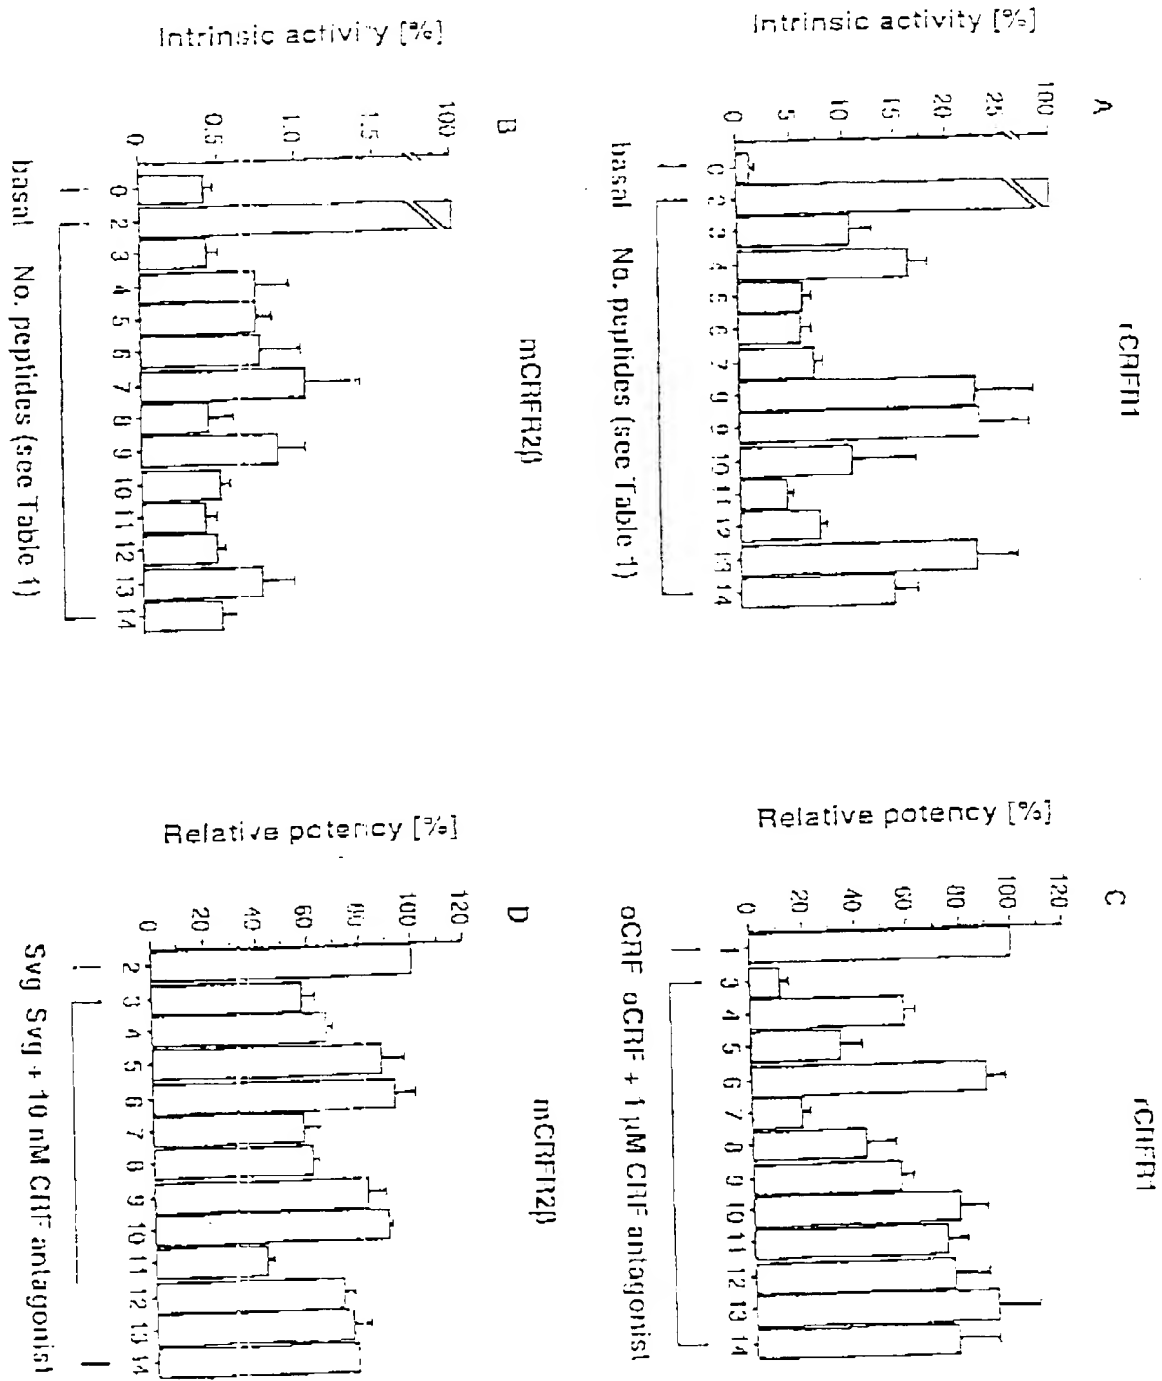 A
rCRFR1
Intrinsic activity [%]
0 5 10 15 20 25 100
0 2 3 4 5 6 7 8 9 10 11 12 13 14
basal No. peptides (see Table 1)
B
mCRFR2β
Intrinsic activity [%]
0 0.5 1.0 1.5 100
0 2 3 4 5 6 7 8 9 10 11 12 13 14
basal No. peptides (see Table 1)
C
rCRFR1
Relative potency [%]
0 20 40 60 80 100 120
1 3 4 5 6 7 8 9 10 11 12 13 14
oCRF oCRF + 1 µM CRF antagonist
D
mCRFR2β
Relative potency [%]
0 20 40 60 80 100 120
2 3 4 5 6 7 8 9 10 11 12 13 14
Svg Svg + 10 nM CRF antagonist